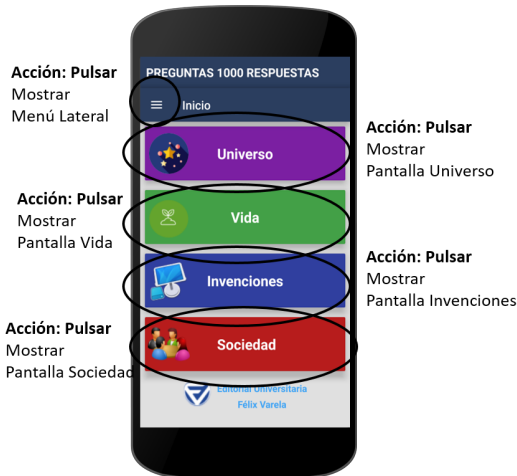 PREGUNTAS 1000 RESPUESTAS
Inicio
Acción: Pulsar
Mostrar
Menú Lateral
Universo
Acción: Pulsar
Mostrar
Pantalla Universo
Vida
Acción: Pulsar
Mostrar
Pantalla Vida
Invenciones
Acción: Pulsar
Mostrar
Pantalla Invenciones
Sociedad
Acción: Pulsar
Mostrar
Pantalla Sociedad
Editorial Universitaria
Félix Varela